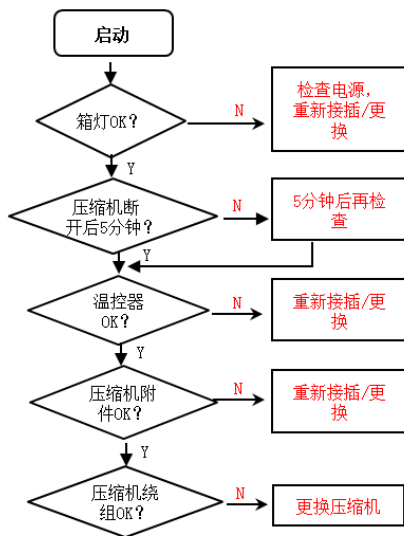 启动
箱灯OK?
N
检查电源，
重新接插/更
换
Y
压缩机断
开后5分钟?
N
5分钟后再检
查
Y
温控器
OK?
N
重新接插/更
换
Y
压缩机附
件OK?
N
重新接插/更
换
Y
压缩机绕
组OK?
N
更换压缩机